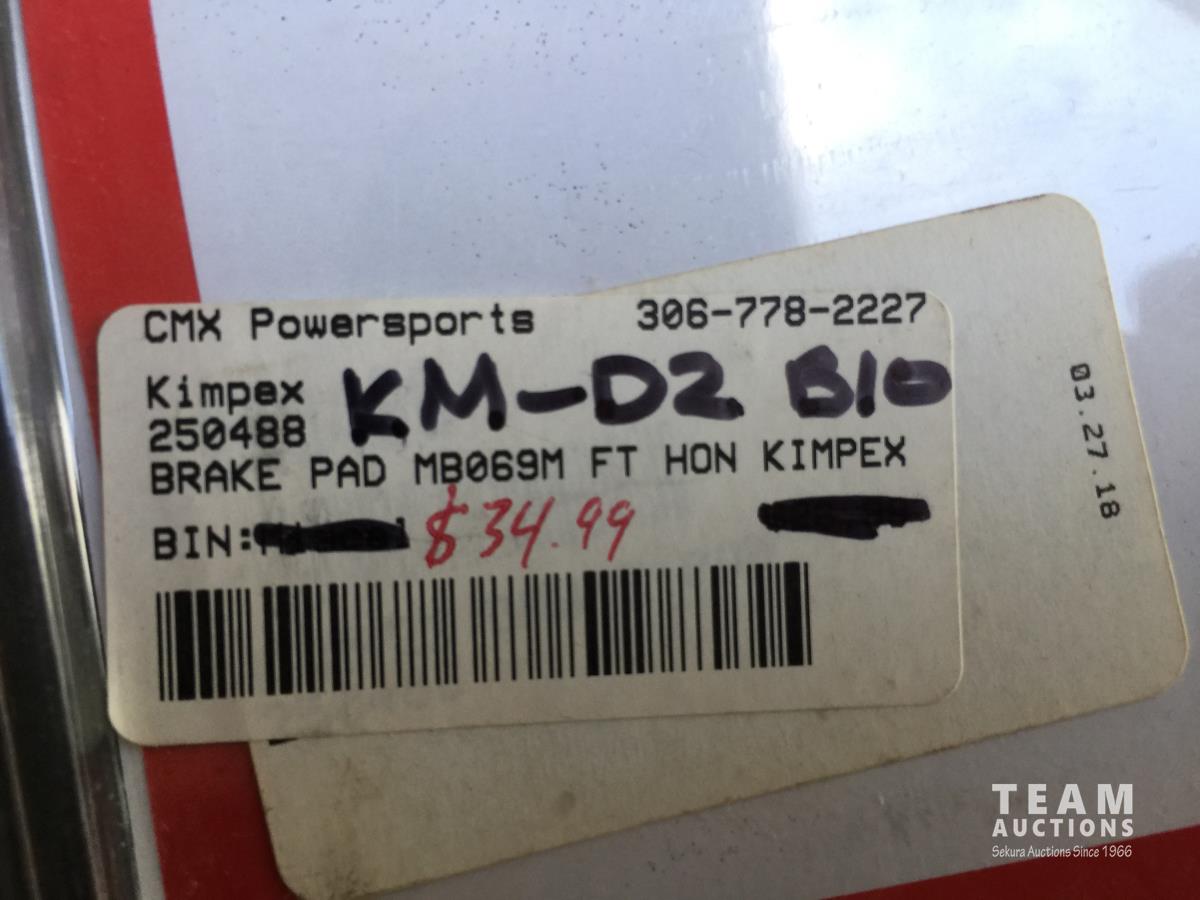 CMX Powersports 306-778-2227
Kimpex KM-D2 B10
250488
BRAKE PAD MB069M FT HON KIMPEX
BIN: $34.99
03.27.18
TEAM
AUCTIONS
Sekura Auctions Since 1966